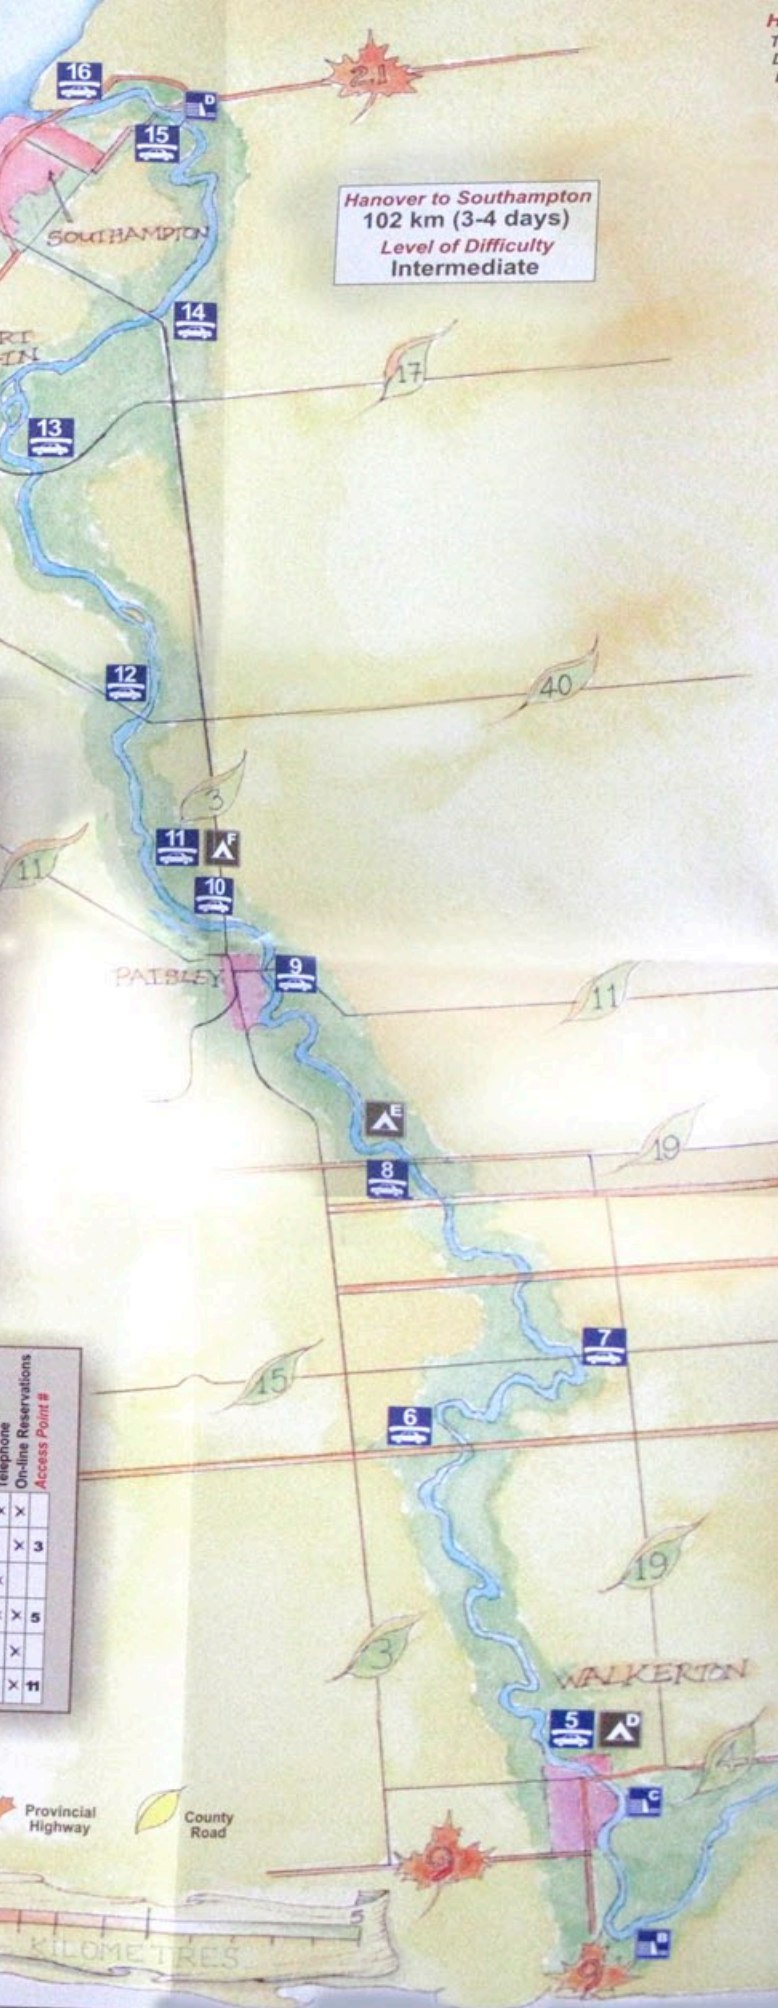 16
D
21
15
Hanover to Southampton
102 km (3-4 days)
Level of Difficulty
Intermediate
SOUTHAMPTON
14
RT
IN
17
13
12
40
3
11
F
11
10
PAISLEY
9
11
E
19
8
7
15
6
Telephone
On-line Reservations
Access Point #
X
X 3
X 5
X
X 11
19
3
WALKERTON
5
D
4
C
Provincial
Highway
County
Road
9
5
KILOMETRES
B
9